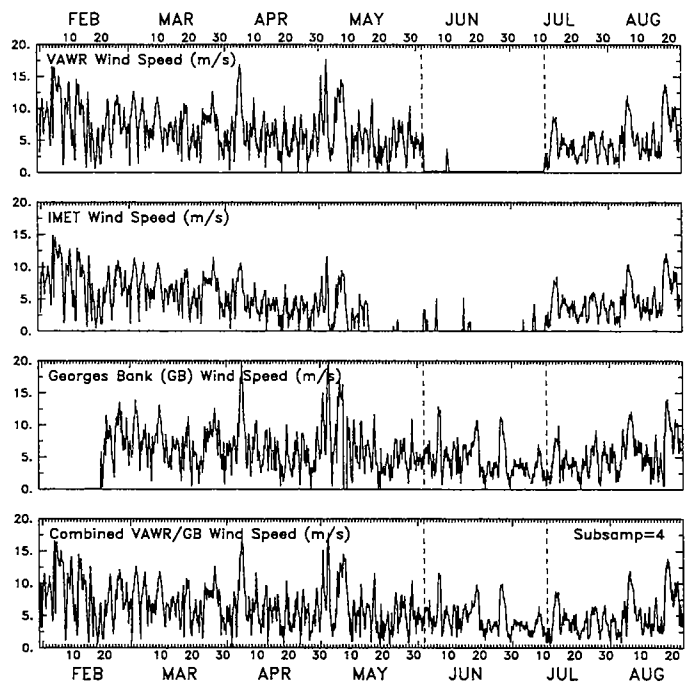 FEB MAR APR MAY JUN JUL AUG
10 20 10 20 30 10 20 30 10 20 30 10 20 30 10 20 30 10 20
20.
VAWR Wind Speed (m/s)
15.
10.
5.
0.
20.
IMET Wind Speed (m/s)
15.
10.
5.
0.
20.
Georges Bank (GB) Wind Speed (m/s)
15.
10.
5.
0.
20.
Combined VAWR/GB Wind Speed (m/s) Subsamp=4
15.
10.
5.
0.
10 20 10 20 30 10 20 30 10 20 30 10 20 30 10 20 30 10 20
FEB MAR APR MAY JUN JUL AUG